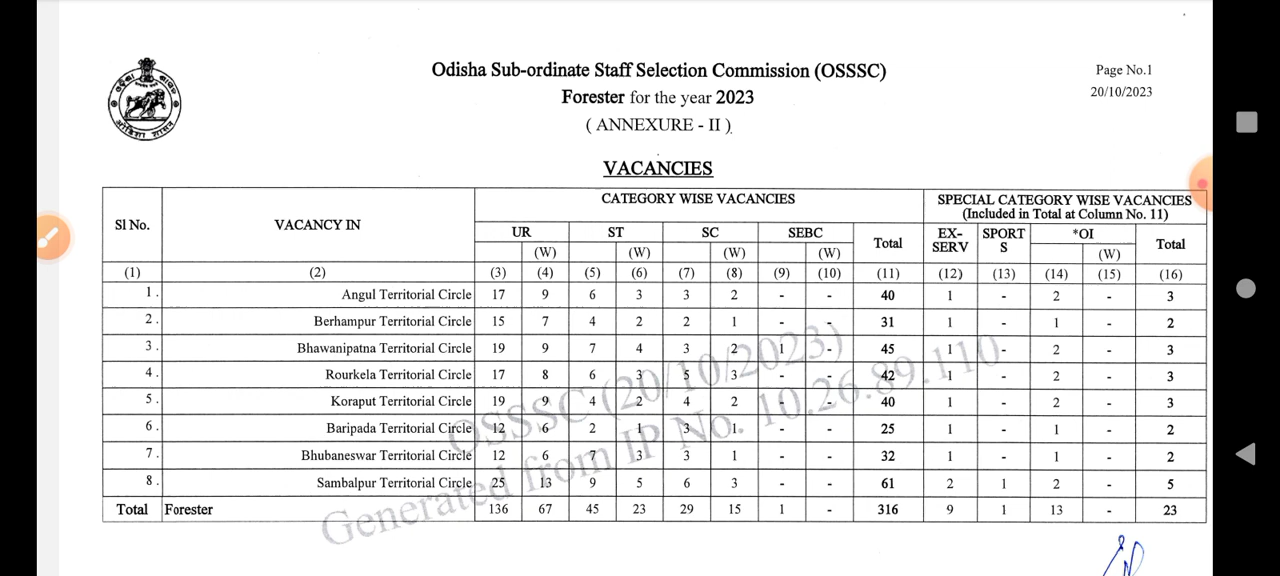 Odisha Sub-ordinate Staff Selection Commission (OSSSC)
Page No.1
Forester for the year 2023
20/10/2023
( ANNEXURE - II )
VACANCIES
Sl No. VACANCY IN CATEGORY WISE VACANCIES SPECIAL CATEGORY WISE VACANCIES
(Included in Total at Column No. 11)
UR ST SC SEBC Total EX-SERV SPORTS *OI Total
(W) (W) (W) (W) (W)
(1) (2) (3) (4) (5) (6) (7) (8) (9) (10) (11) (12) (13) (14) (15) (16)
1. Angul Territorial Circle 17 9 6 3 3 2 - - 40 1 - 2 - 3
2. Berhampur Territorial Circle 15 7 4 2 2 1 - - 31 1 - 1 - 2
3. Bhawanipatna Territorial Circle 19 9 7 4 3 2 1 - 45 1 - 2 - 3
4. Rourkela Territorial Circle 17 8 6 3 5 3 - - 42 1 - 2 - 3
5. Koraput Territorial Circle 19 9 4 2 4 2 - - 40 1 - 2 - 3
6. Baripada Territorial Circle 12 6 2 1 3 1 - - 25 1 - 1 - 2
7. Bhubaneswar Territorial Circle 12 6 7 3 3 1 - - 32 1 - 1 - 2
8. Sambalpur Territorial Circle 25 13 9 5 6 3 - - 61 2 1 2 - 5
Total Forester 136 67 45 23 29 15 1 - 316 9 1 13 - 23
OSSSC (20/10/2023)
Generated from IP No. 10.26.89.110